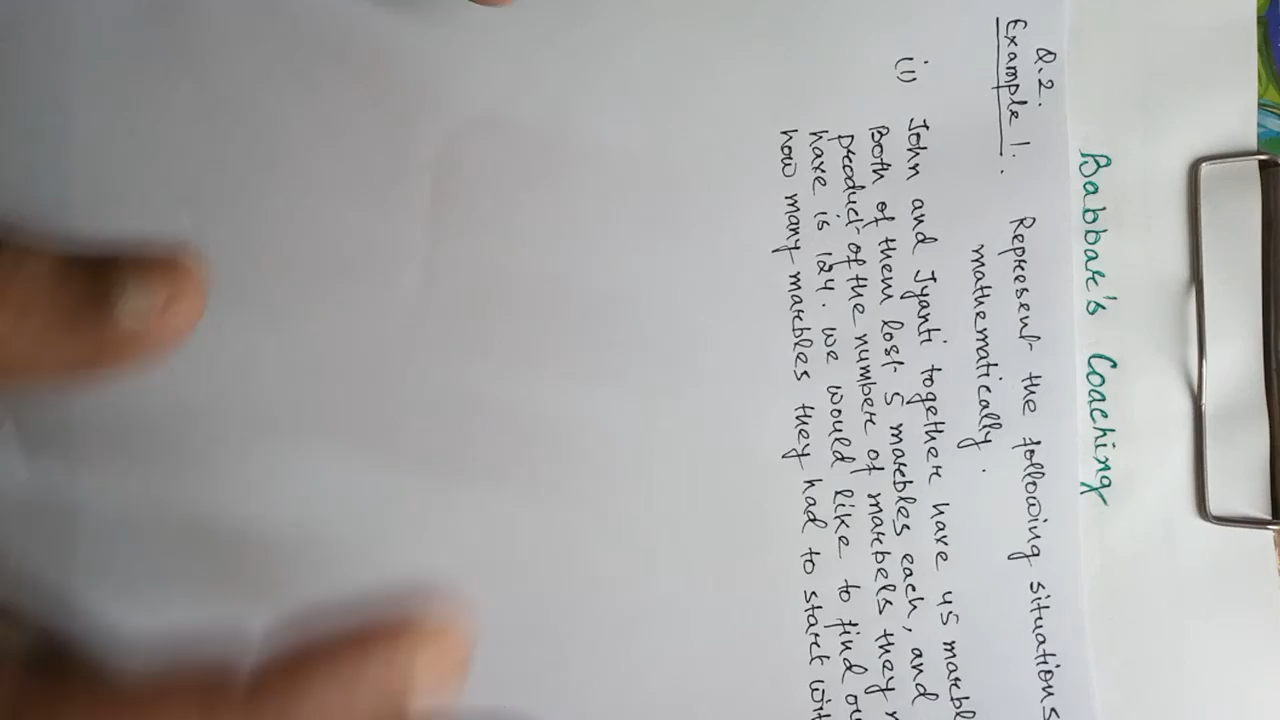 Babbar's Coaching
Q.2.
Example 1. Represent the following situations
mathematically.
(i) John and Jyanti together have 45
Both of them lost 5 marbles each, and
product of the number of marbels they
have is 124. we would like to find
how many marbles they had to start